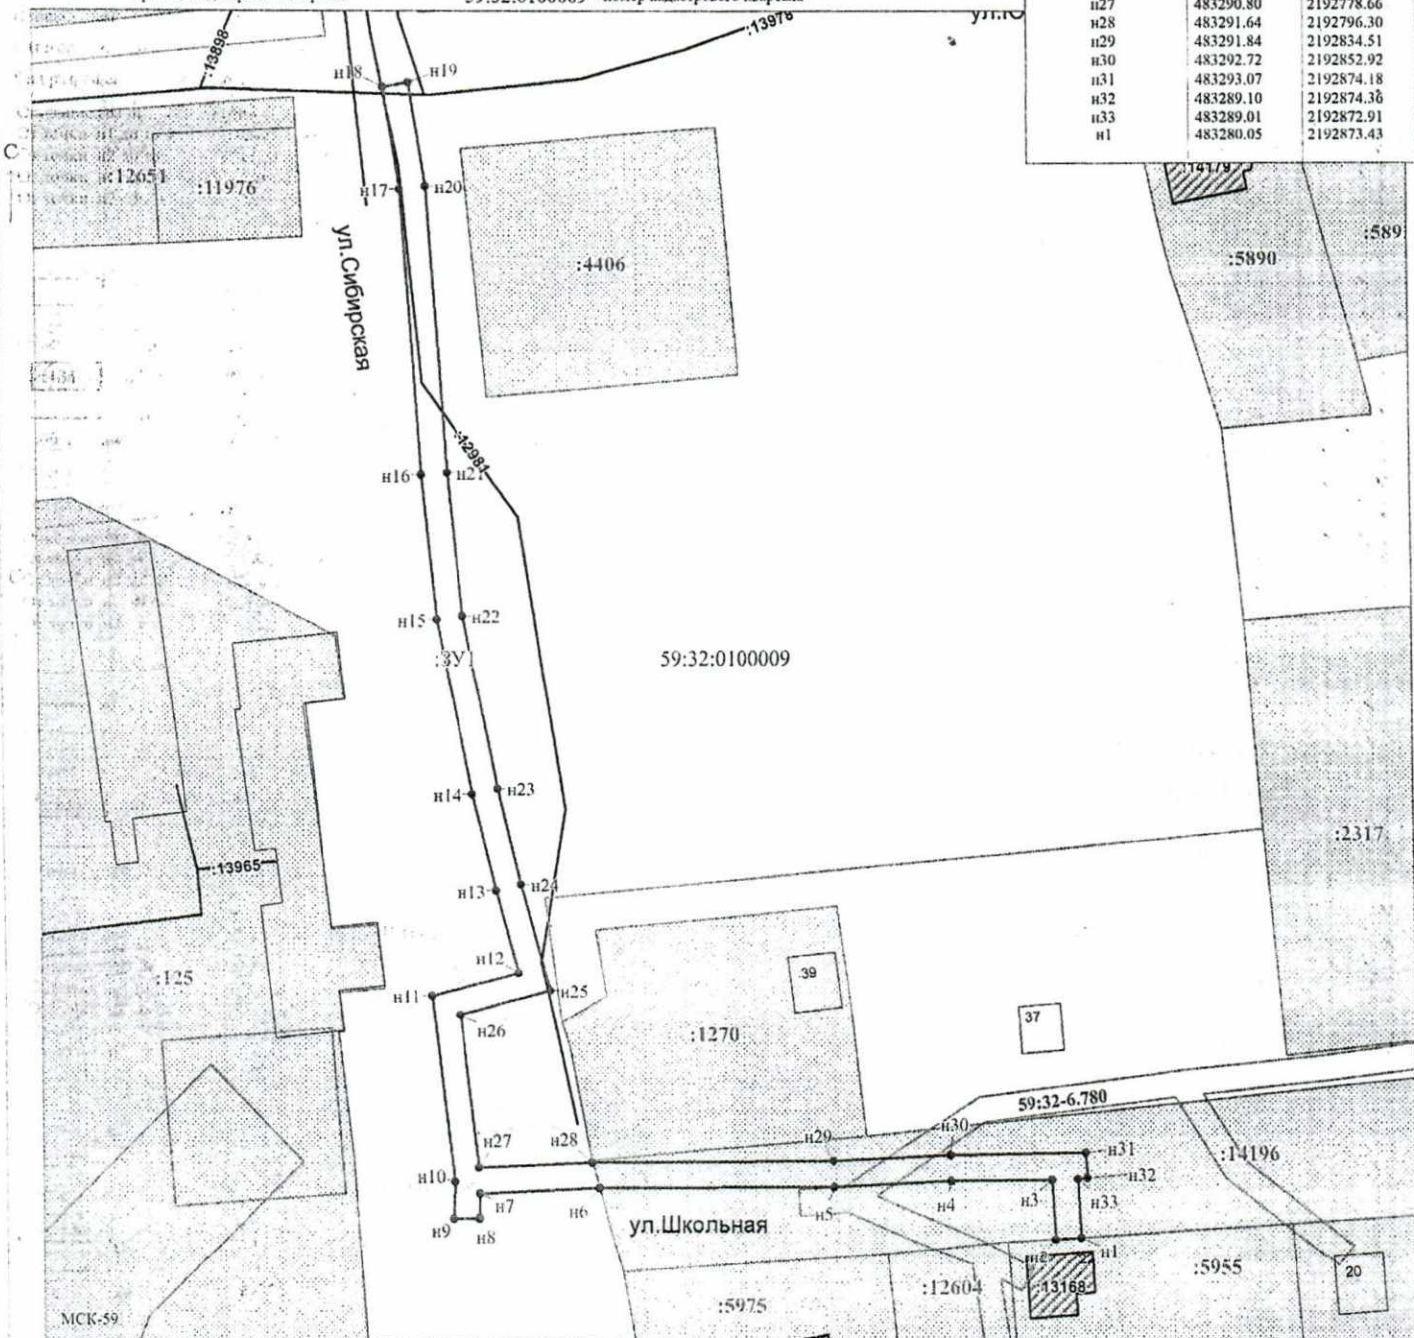 59:32:0100009 номер кадастрового квартала
н27 483290.80 2192778.66
н28 483291.64 2192796.30
н29 483291.84 2192834.51
н30 483292.72 2192852.92
н31 483293.07 2192874.18
н32 483289.10 2192874.36
н33 483289.01 2192872.91
н1 483280.05 2192873.43
:13898
:13978
н18
н19
С
:12651
:11976
н17
н20
ул.Сибирская
:4406
:14179
:5890
:12981
н16
н21
н15
н22
:ЗУ1
59:32:0100009
н14
н23
:2317
:13965
н13
н24
:125
н12
н11
н25
н26
:1270
39
37
59:32-6.780
н27
н28
н29
н30
н31
:14196
н10
н32
н9
н8
н7
н6
ул.Школьная
н5
н4
н3
н33
н2
н1
:13168
:5955
20
:12604
:5975
МСК-59